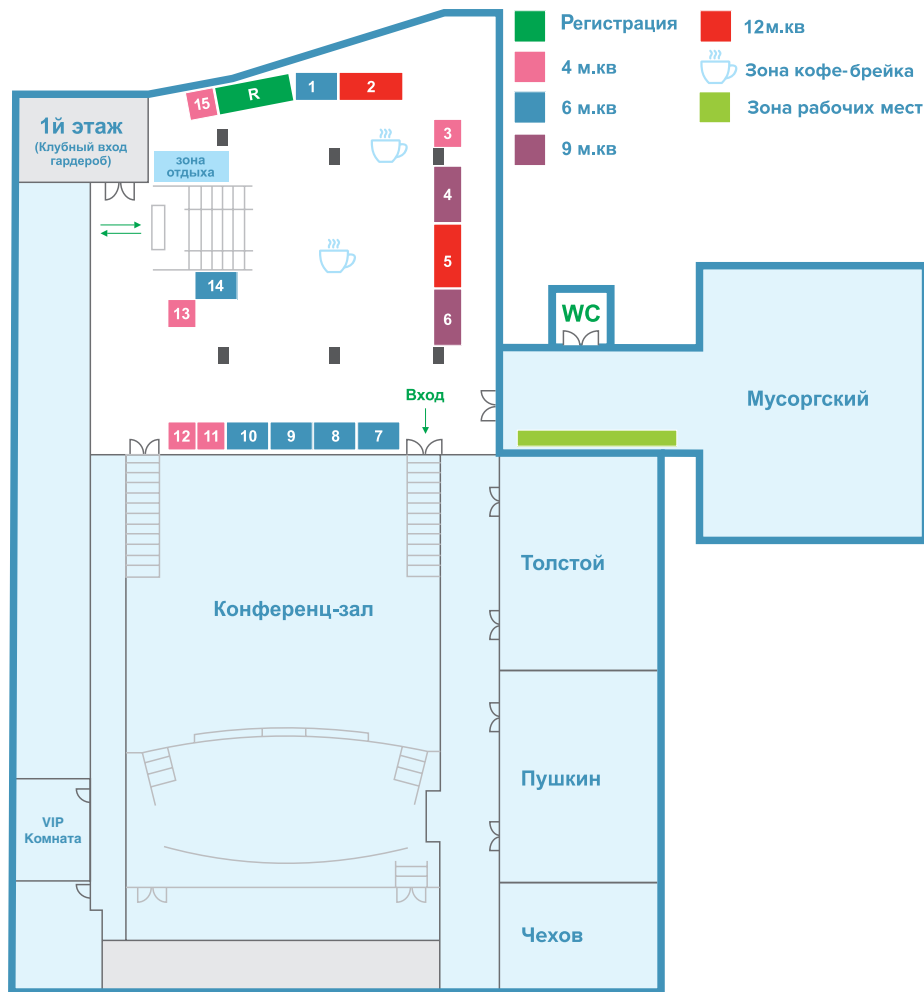 Регистрация
4 м.кв
6 м.кв
9 м.кв
12м.кв
Зона кофе-брейка
Зона рабочих мест
15
R
1
2
1й этаж
(Клубный вход
гардероб)
зона
отдыха
3
4
5
6
14
13
WC
Мусоргский
Вход
12
11
10
9
8
7
Толстой
Конференц-зал
Пушкин
VIP
Комната
Чехов